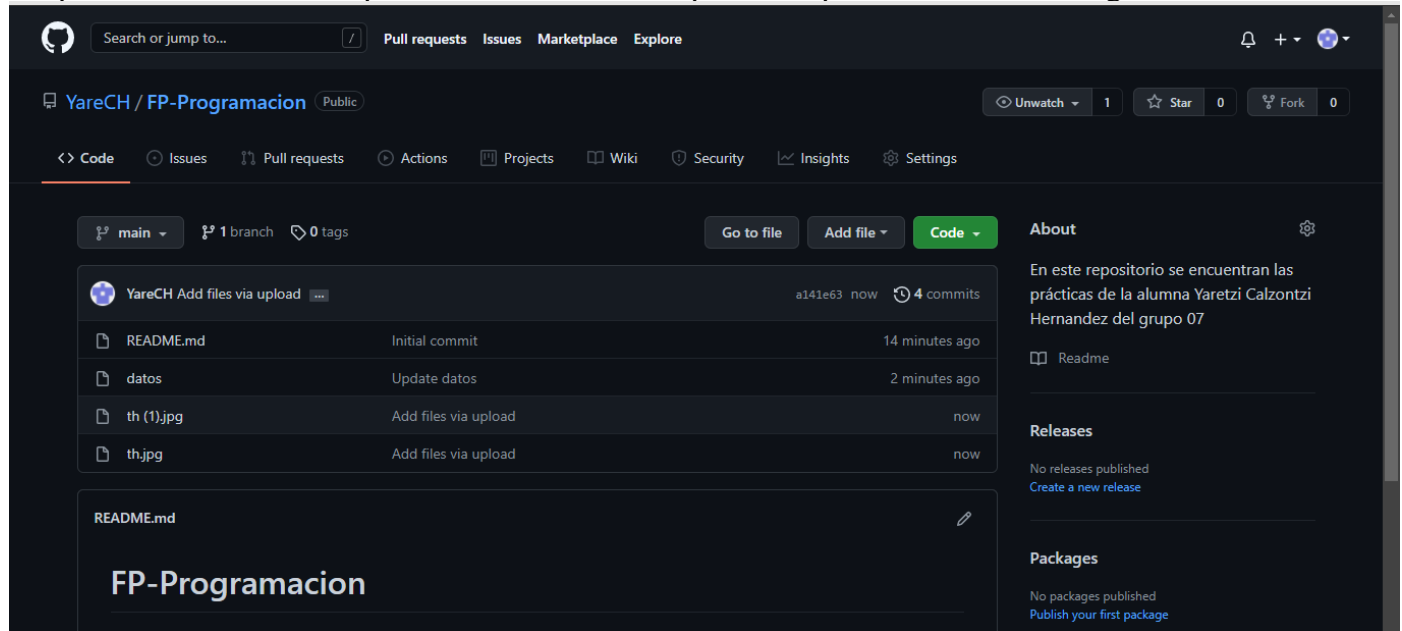 Search or jump to... / Pull requests Issues Marketplace Explore
YareCH / FP-Programacion Public Unwatch 1 Star 0 Fork 0
Code Issues Pull requests Actions Projects Wiki Security Insights Settings
main 1 branch 0 tags Go to file Add file Code
YareCH Add files via upload ... a141e63 now 4 commits
README.md Initial commit 14 minutes ago
datos Update datos 2 minutes ago
th (1).jpg Add files via upload now
th.jpg Add files via upload now
README.md
FP-Programacion
About
En este repositorio se encuentran las
prácticas de la alumna Yaretzi Calzontzi
Hernandez del grupo 07
Readme
Releases
No releases published
Create a new release
Packages
No packages published
Publish your first package